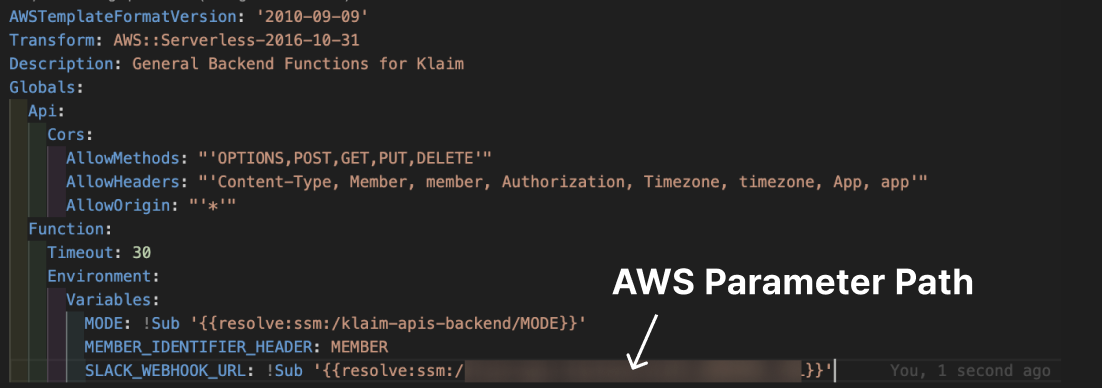 AWSTemplateFormatVersion: '2010-09-09'
Transform: AWS::Serverless-2016-10-31
Description: General Backend Functions for Klaim
Globals:
  Api:
    Cors:
      AllowMethods: "'OPTIONS,POST,GET,PUT,DELETE'"
      AllowHeaders: "'Content-Type, Member, member, Authorization, Timezone, timezone, App, app'"
      AllowOrigin: "'*'"
  Function:
    Timeout: 30
    Environment:
      Variables:
        MODE: !Sub '{{resolve:ssm:/klaim-apis-backend/MODE}}'
        MEMBER_IDENTIFIER_HEADER: MEMBER
AWS Parameter Path
        SLACK_WEBHOOK_URL: !Sub '{{resolve:ssm:/ }}' You, 1 second ago